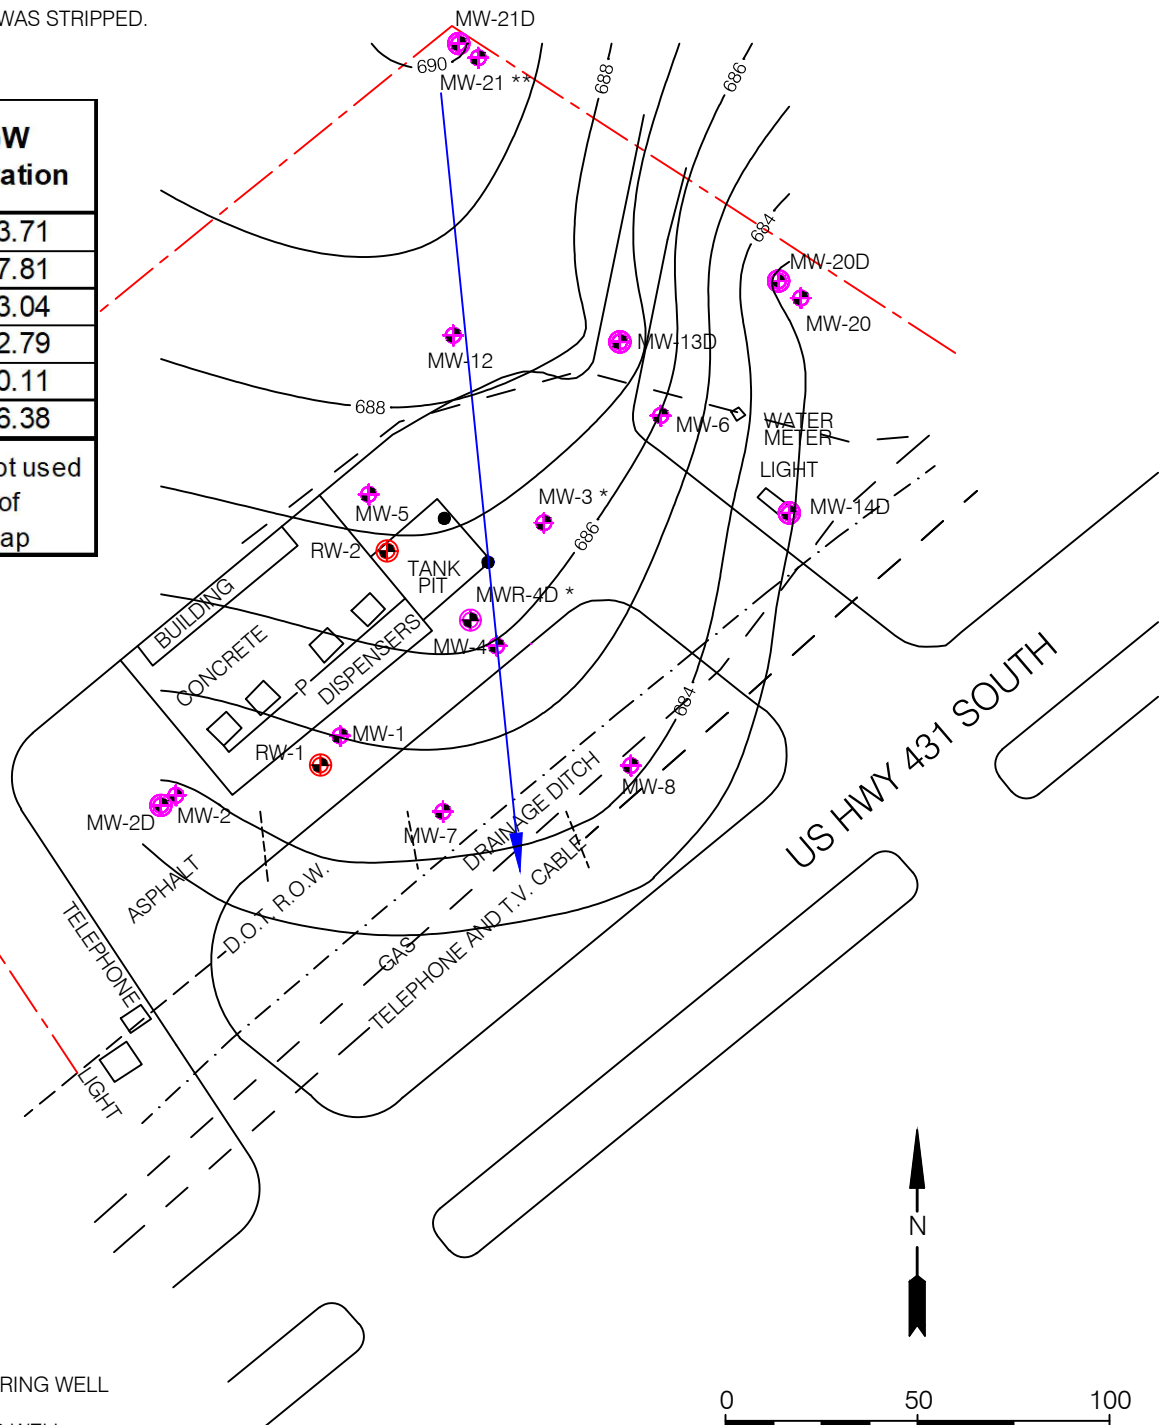 WAS STRIPPED.
MW-21D
690
MW-21 **
688
686
W
ation
3.71
7.81
3.04
2.79
0.11
6.38
ot used
of
ap
684
MW-20D
MW-20
MW-12
MW-13D
688
MW-6
WATER
METER
LIGHT
MW-14D
MW-5
MW-3 *
686
RW-2
TANK
PIT
MWR-4D *
MW-4
BUILDING
CONCRETE
P
DISPENSERS
684
MW-1
RW-1
MW-8
MW-2D
MW-2
MW-7
DRAINAGE DITCH
US HWY 431 SOUTH
ASPHALT
D.O.T. R.O.W.
GAS
TELEPHONE AND T.V. CABLE
TELEPHONE
LIGHT
N
RING WELL
0 50 100